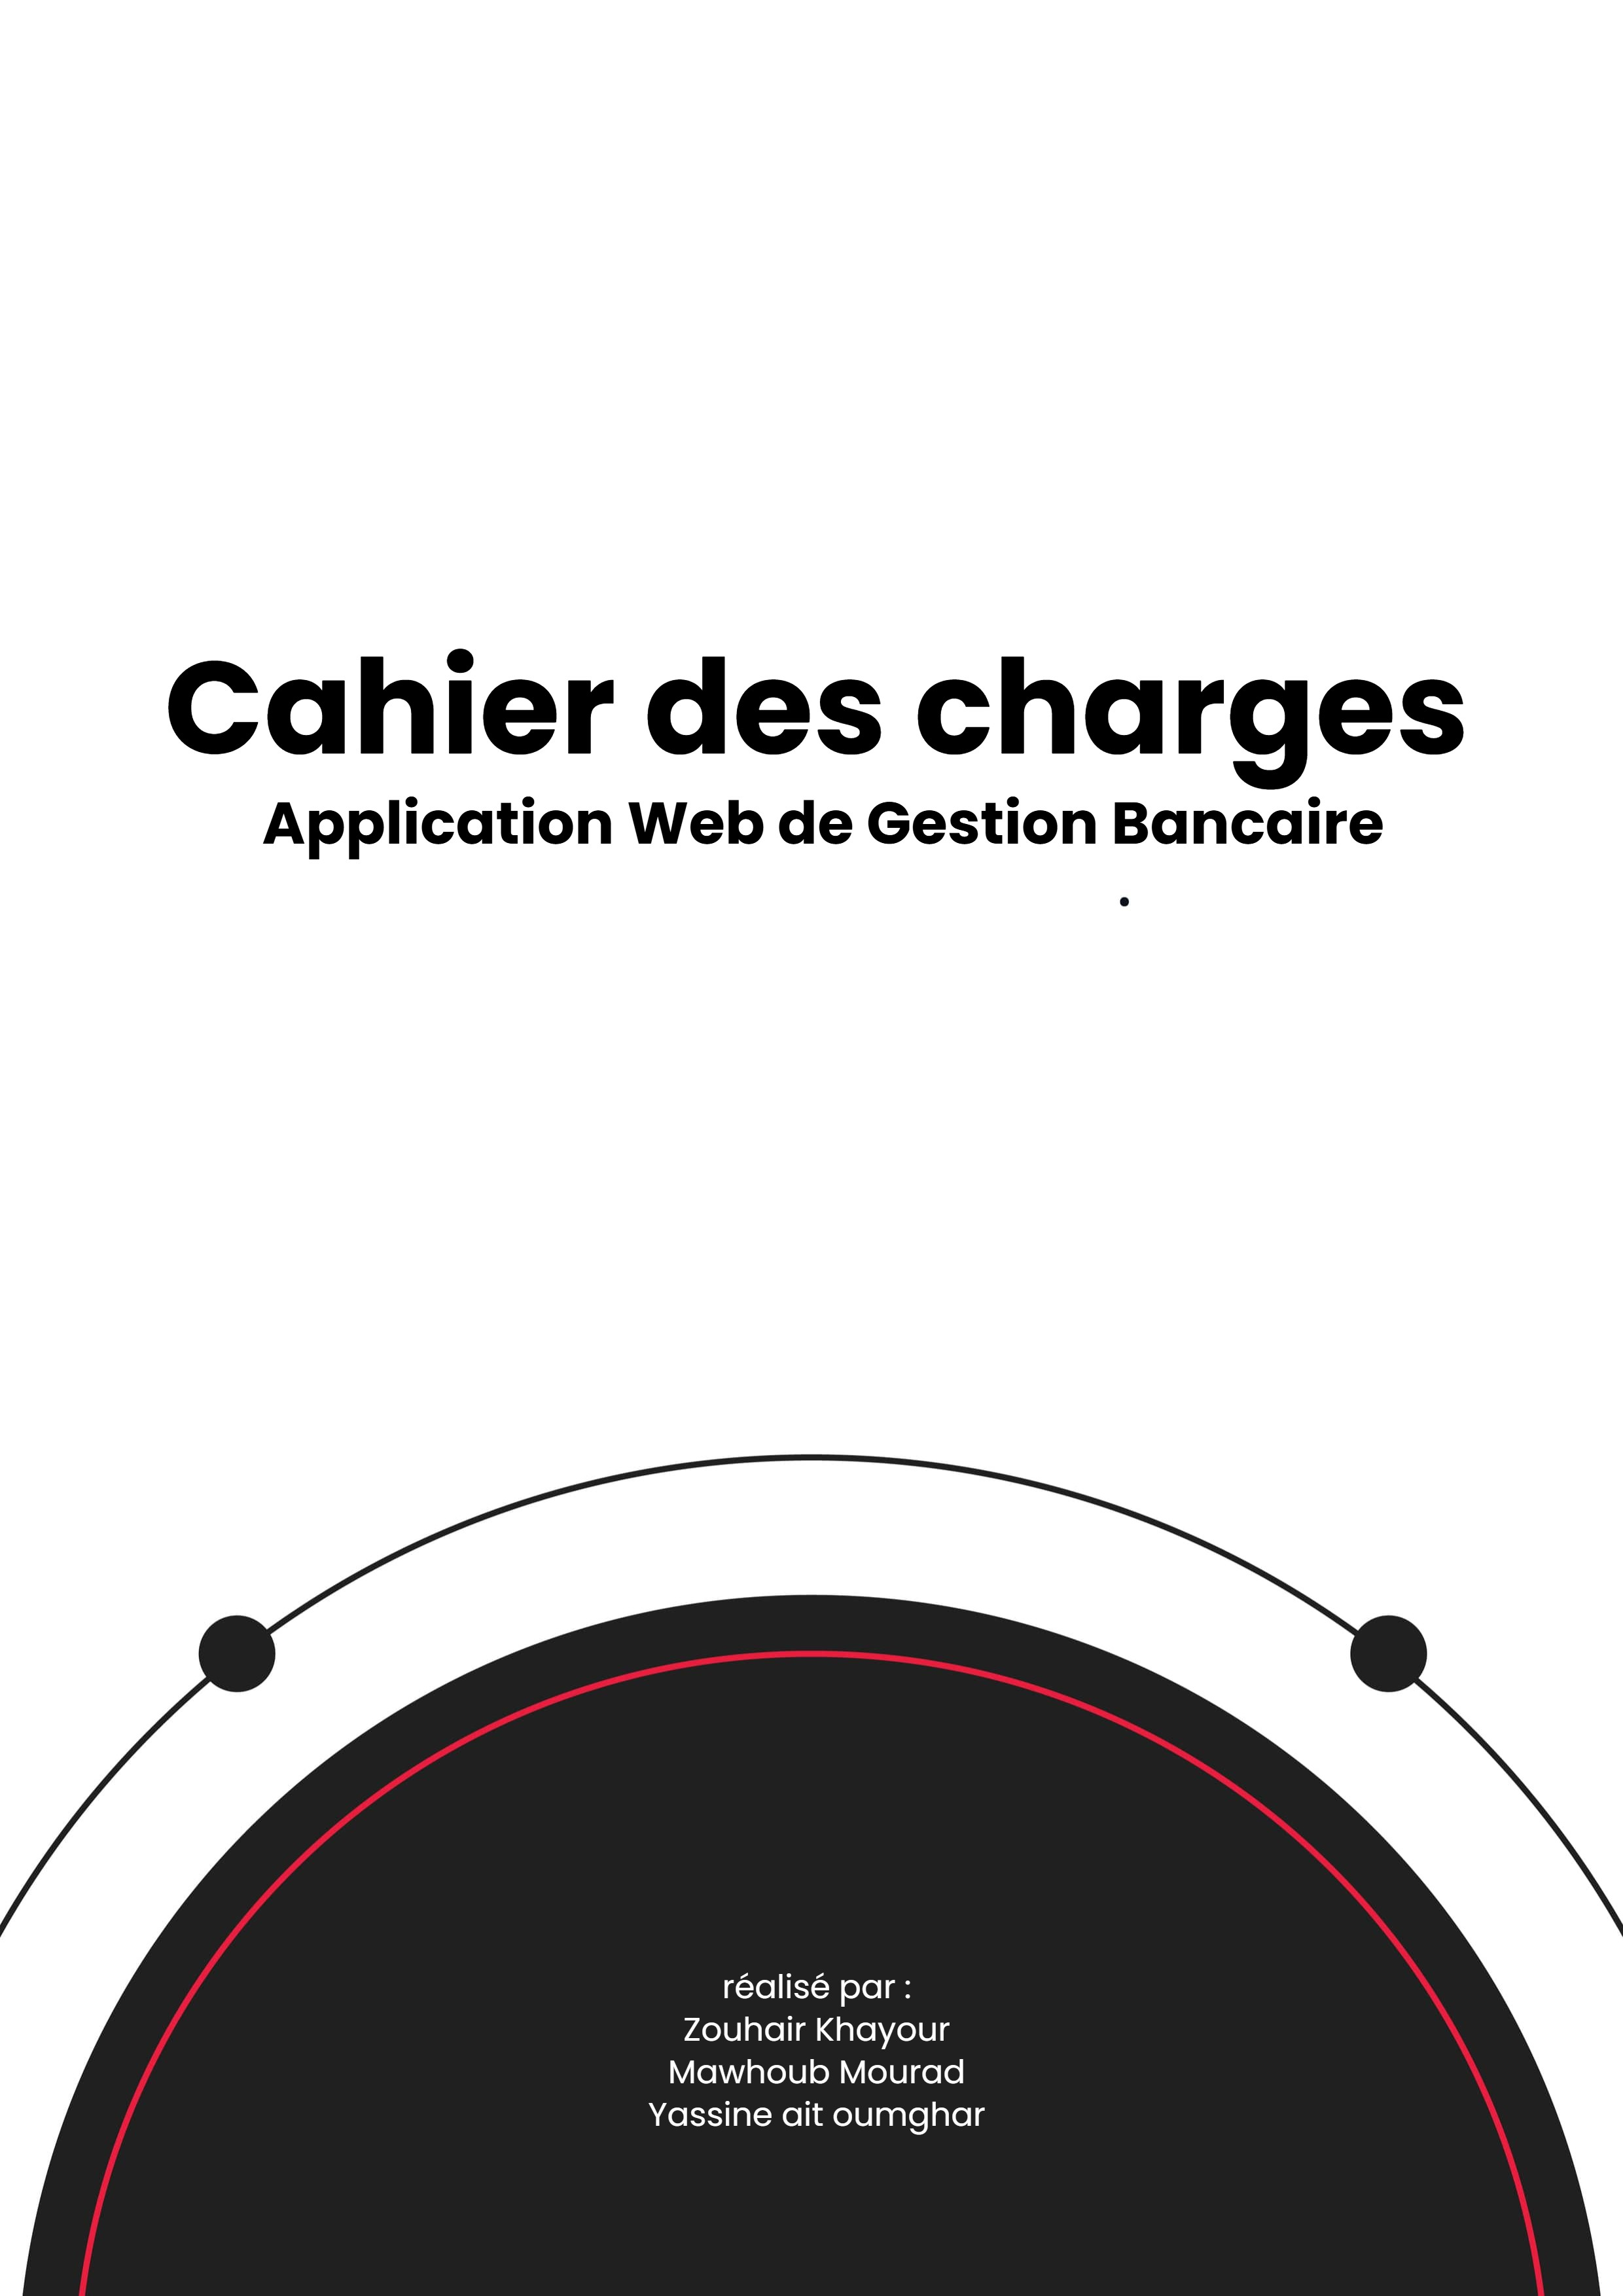 Cahier des charges
Application Web de Gestion Bancaire
.
réalisé par :
Zouhair Khayour
Mawhoub Mourad
Yassine ait oumghar